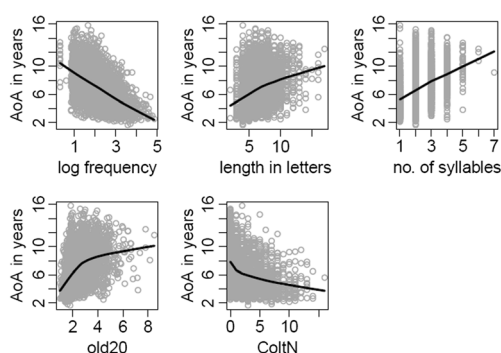 AoA in years
2 6 10 16
1 3 5
log frequency
AoA in years
2 6 10 16
5 10
length in letters
AoA in years
2 6 10 16
1 3 5 7
no. of syllables
AoA in years
2 6 10 16
2 4 6 8
old20
AoA in years
2 6 10 16
0 5 10
ColtN